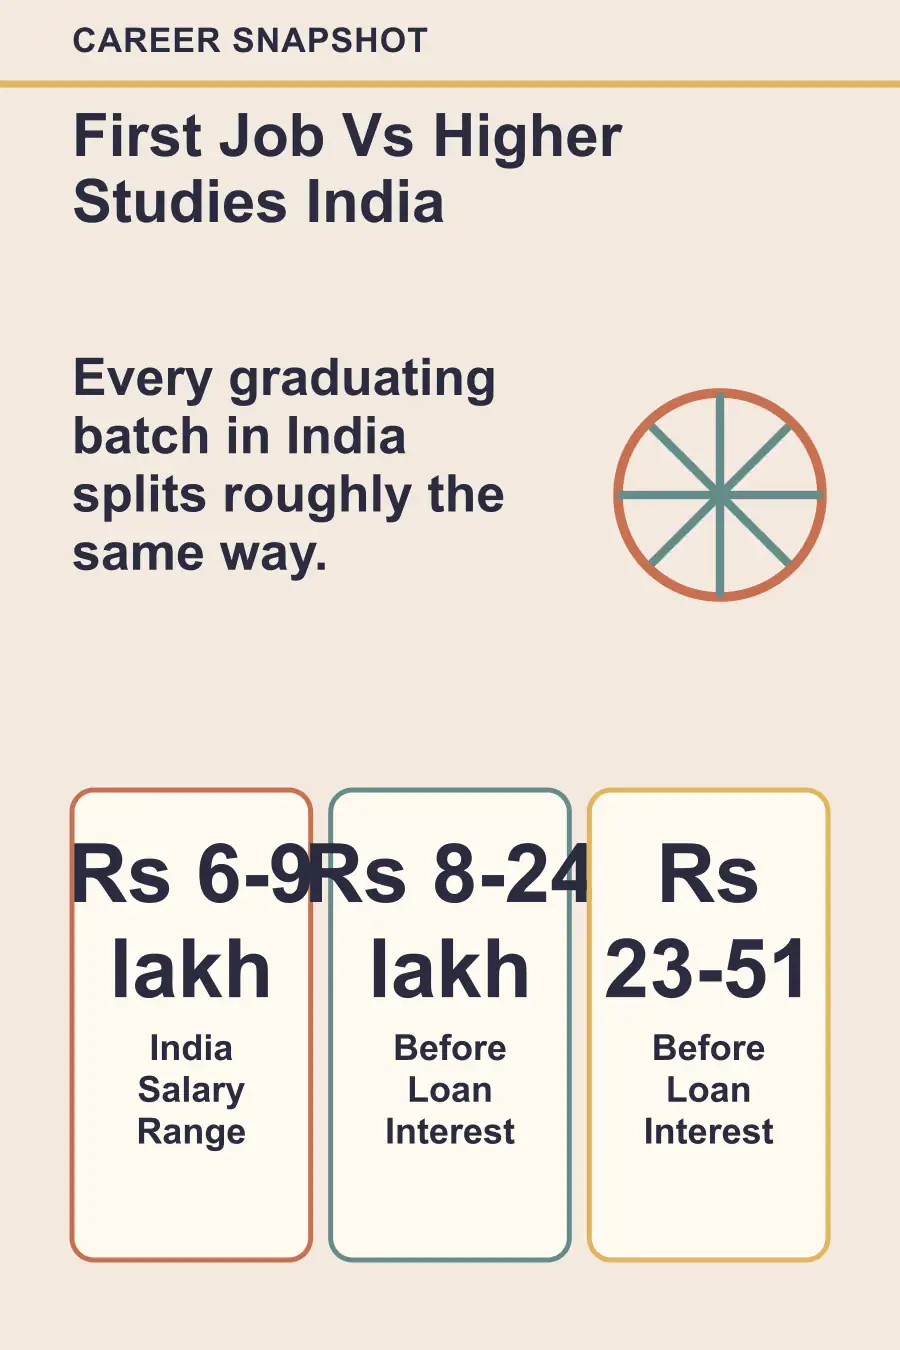 CAREER SNAPSHOT
First Job Vs Higher
Studies India
Every graduating
batch in India
splits roughly the
same way.
Rs 6-9
lakh
India
Salary
Range
Rs 8-24
lakh
Before
Loan
Interest
Rs
23-51
Before
Loan
Interest